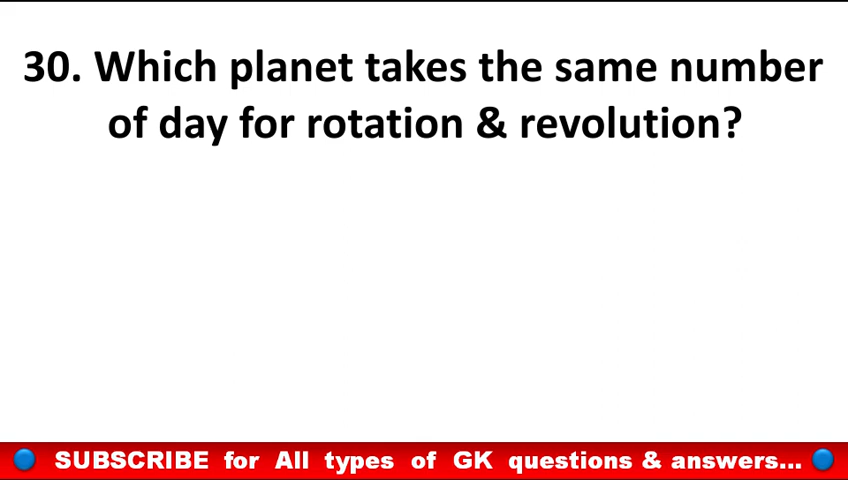 30. Which planet takes the same number
of day for rotation & revolution?
SUBSCRIBE for All types of GK questions & answers...